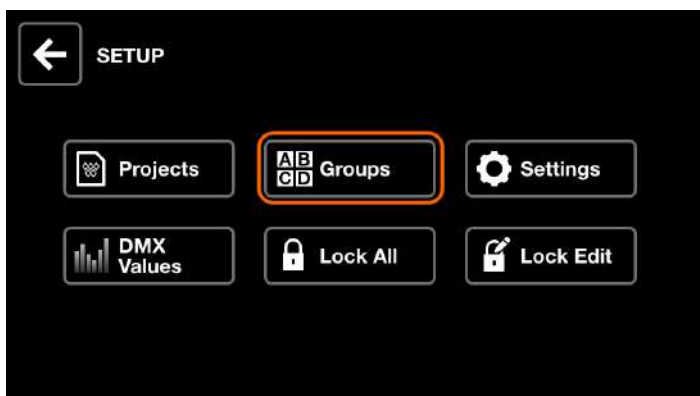 SETUP
Projects
AB
CD
Groups
Settings
DMX
Values
Lock All
Lock Edit